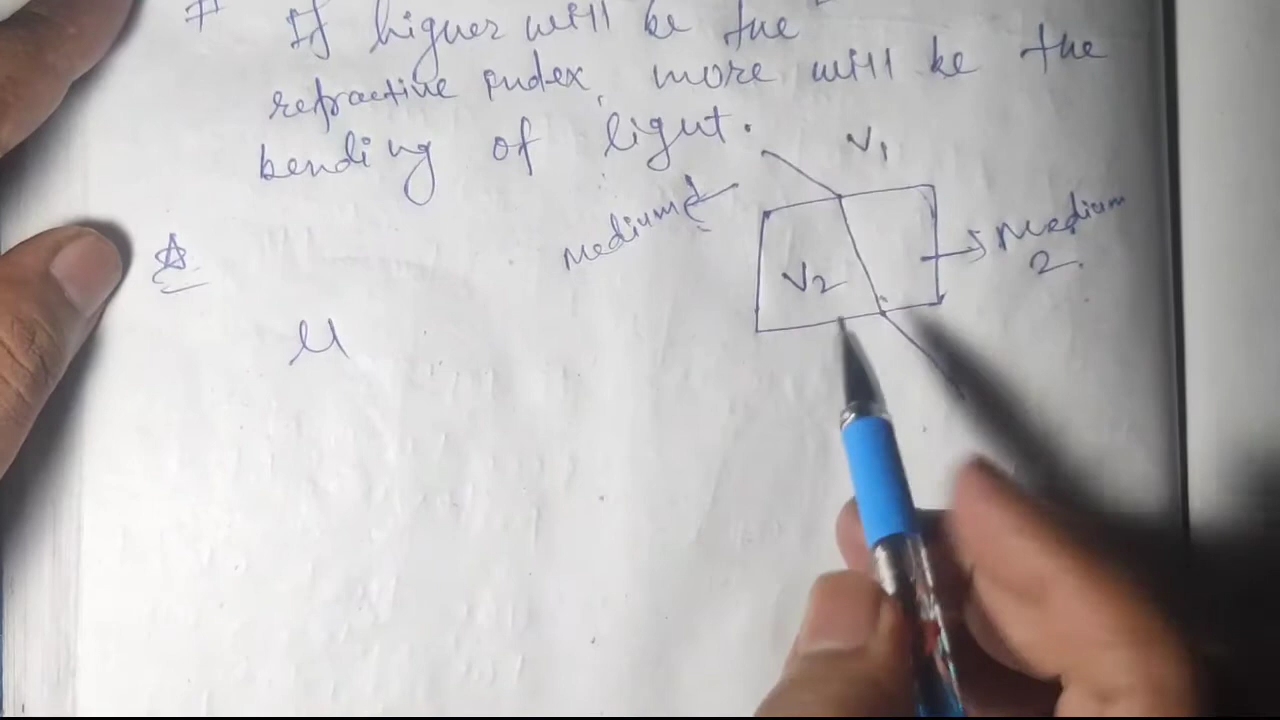 # If higher will be the
refractive index, more will be the
bending of light.
V1
Medium
Medium
2.
V2
μ